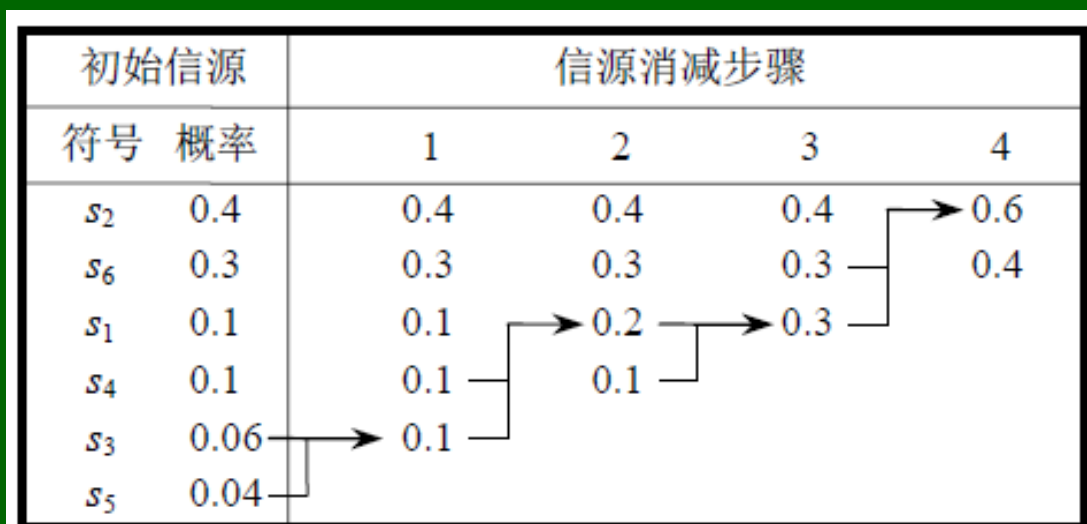 初始信源 信源消减步骤
符号 概率 1 2 3 4
s₂ 0.4 0.4 0.4 0.4 0.6
s₆ 0.3 0.3 0.3 0.3 0.4
s₁ 0.1 0.1 0.2 0.3
s₄ 0.1 0.1 0.1
s₃ 0.06 0.1
s₅ 0.04